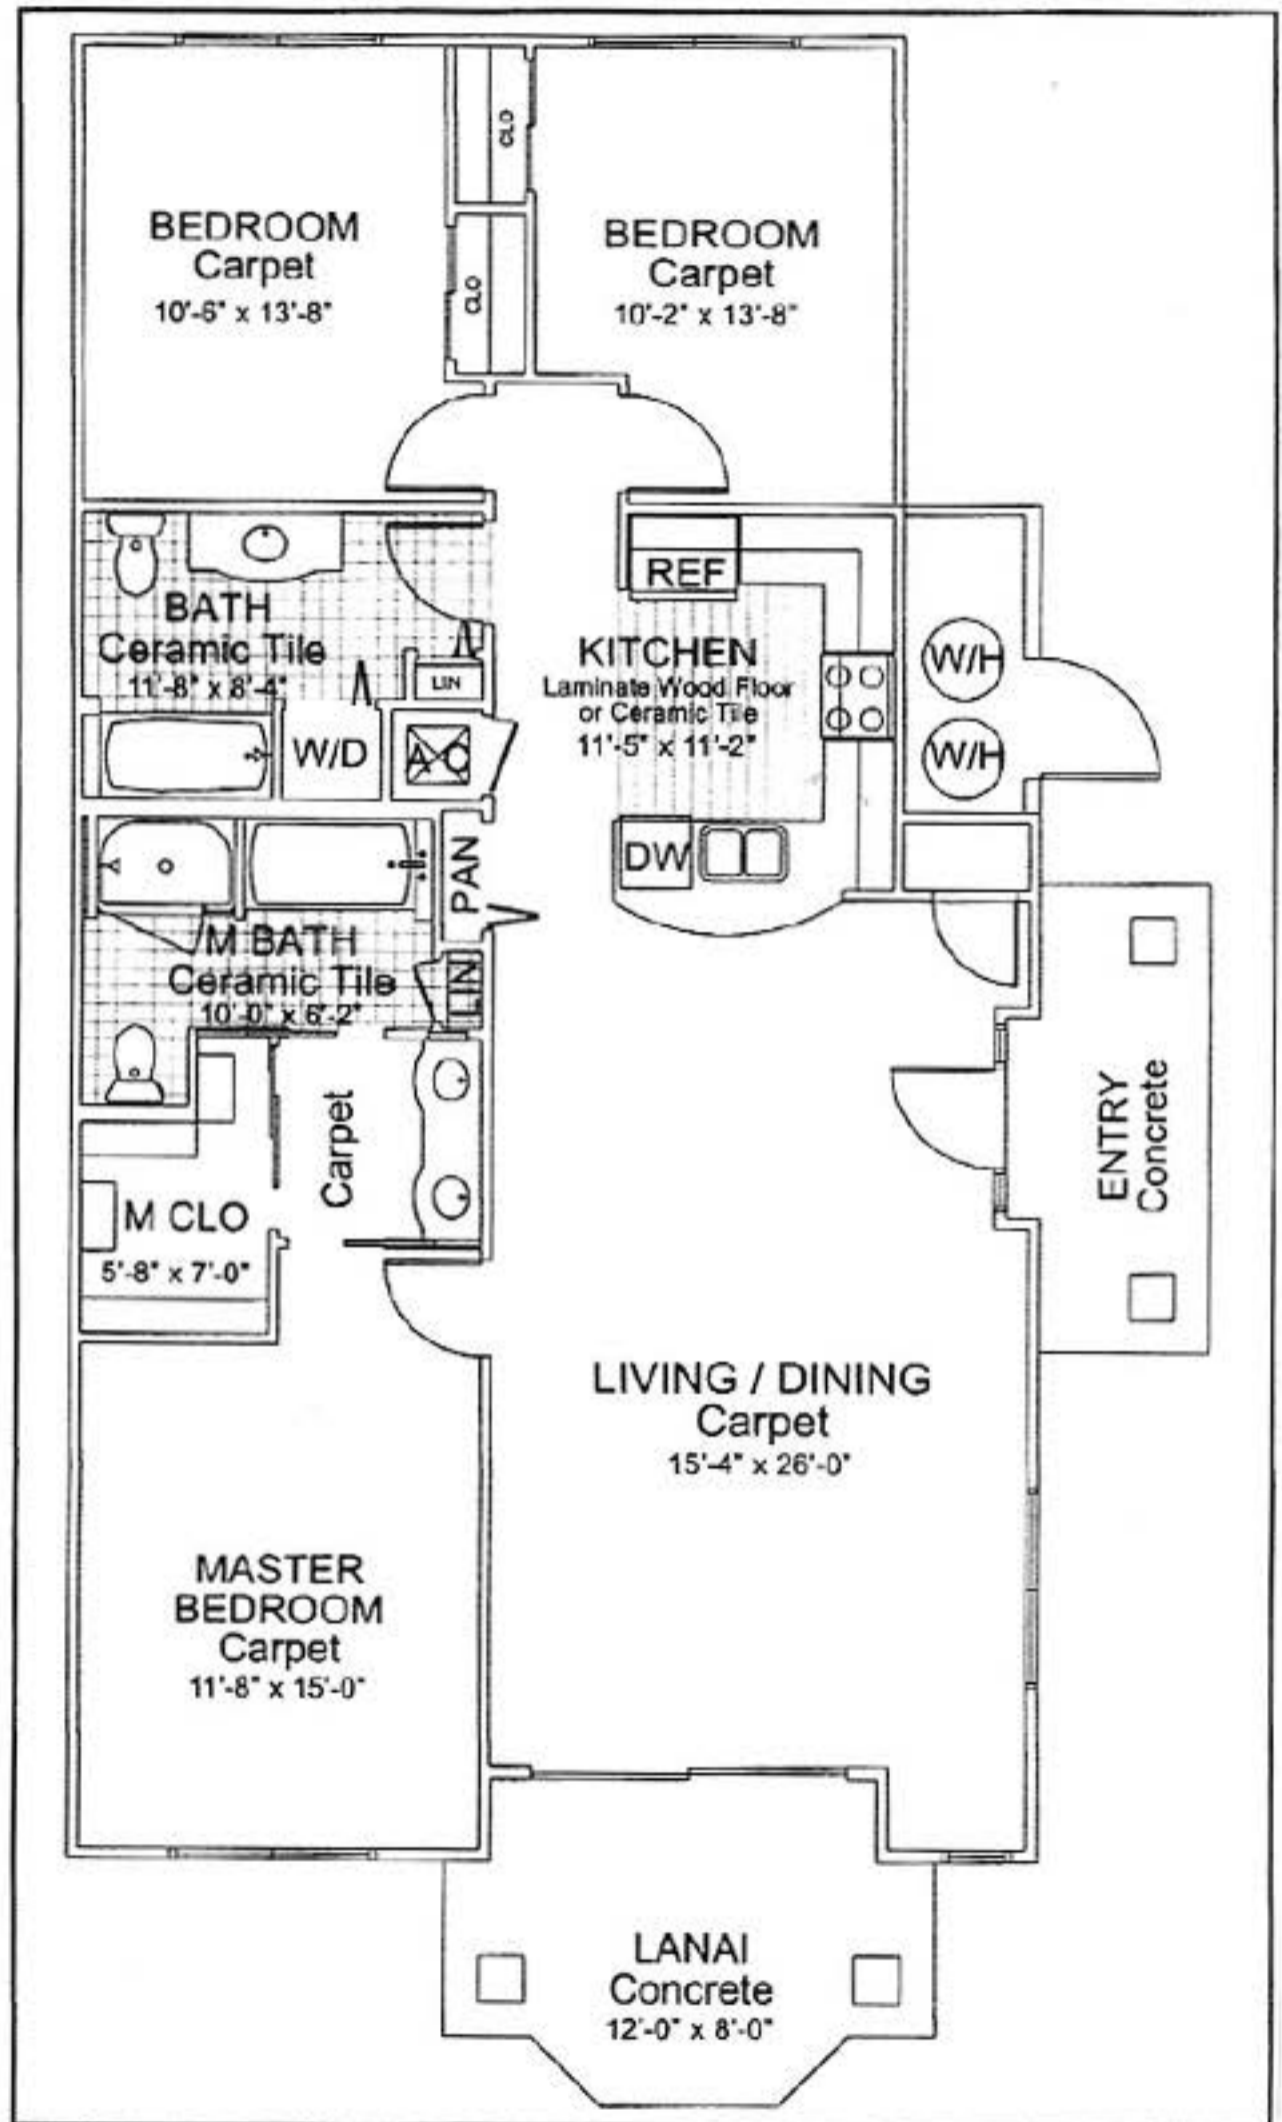 CLO
BEDROOM
Carpet
10'-6" x 13'-8"
BEDROOM
Carpet
10'-2" x 13'-8"
CLO
REF
BATH
Ceramic Tile
11'-8" x 8'-4"
LIN
KITCHEN
Laminate Wood Floor
or Ceramic Tile
11'-5" x 11'-2"
W/H
W/H
W/D
A C
DW
PAN
M BATH
Ceramic Tile
10'-0" x 6'-2"
LIN
Carpet
ENTRY
Concrete
M CLO
5'-8" x 7'-0"
LIVING / DINING
Carpet
15'-4" x 26'-0"
MASTER
BEDROOM
Carpet
11'-8" x 15'-0"
LANAI
Concrete
12'-0" x 8'-0"